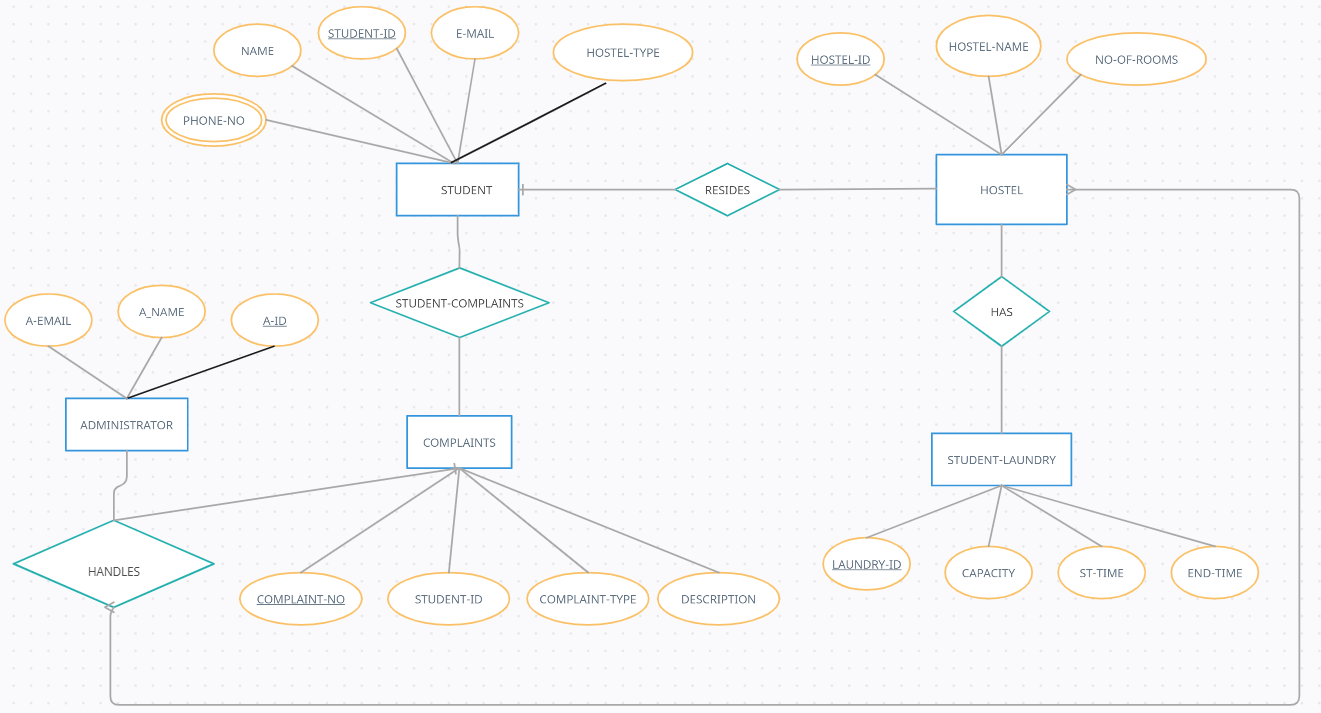 NAME
STUDENT-ID
E-MAIL
HOSTEL-TYPE
PHONE-NO
HOSTEL-ID
HOSTEL-NAME
NO-OF-ROOMS
STUDENT
RESIDES
HOSTEL
STUDENT-COMPLAINTS
HAS
A-EMAIL
A_NAME
A-ID
ADMINISTRATOR
COMPLAINTS
STUDENT-LAUNDRY
HANDLES
COMPLAINT-NO
STUDENT-ID
COMPLAINT-TYPE
DESCRIPTION
LAUNDRY-ID
CAPACITY
ST-TIME
END-TIME